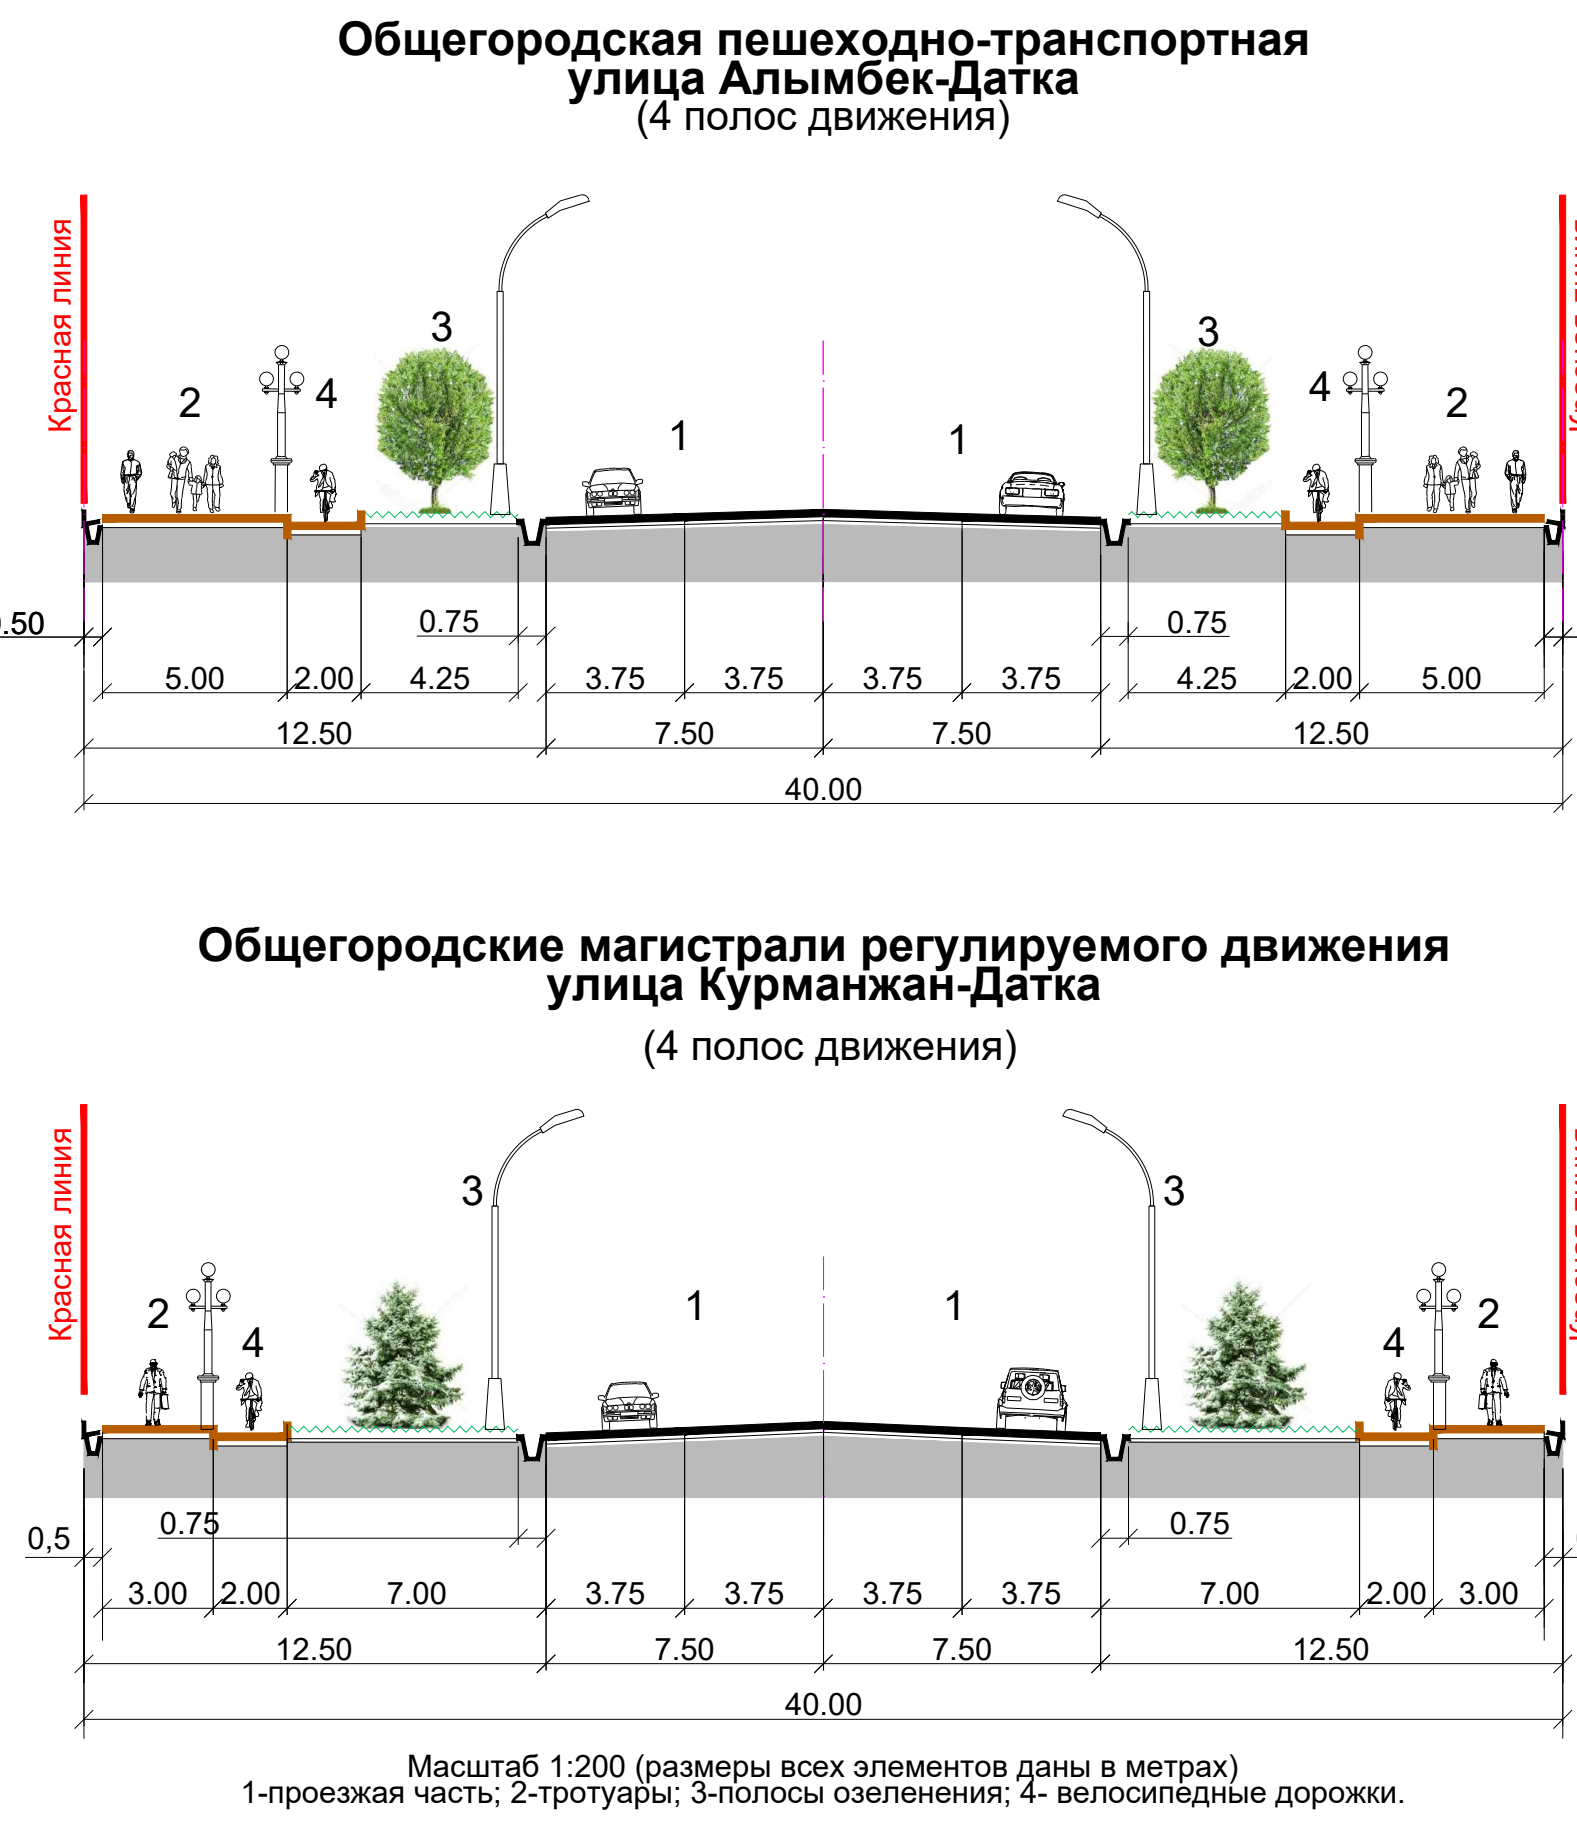 Общегородская пешеходно-транспортная
улица Алымбек-Датка
(4 полос движения)
Красная линия
3
3
2
4
4
2
1
1
.50
0.75
0.75
5.00 2.00 4.25 3.75 3.75 3.75 3.75 4.25 2.00 5.00
12.50 7.50 7.50 12.50
40.00
Общегородские магистрали регулируемого движения
улица Курманжан-Датка
(4 полос движения)
Красная линия
3
3
2
4
1
1
4
2
0,5
0.75
0.75
3.00 2.00 7.00 3.75 3.75 3.75 3.75 7.00 2.00 3.00
12.50 7.50 7.50 12.50
40.00
Масштаб 1:200 (размеры всех элементов даны в метрах)
1-проезжая часть; 2-тротуары; 3-полосы озеленения; 4- велосипедные дорожки.